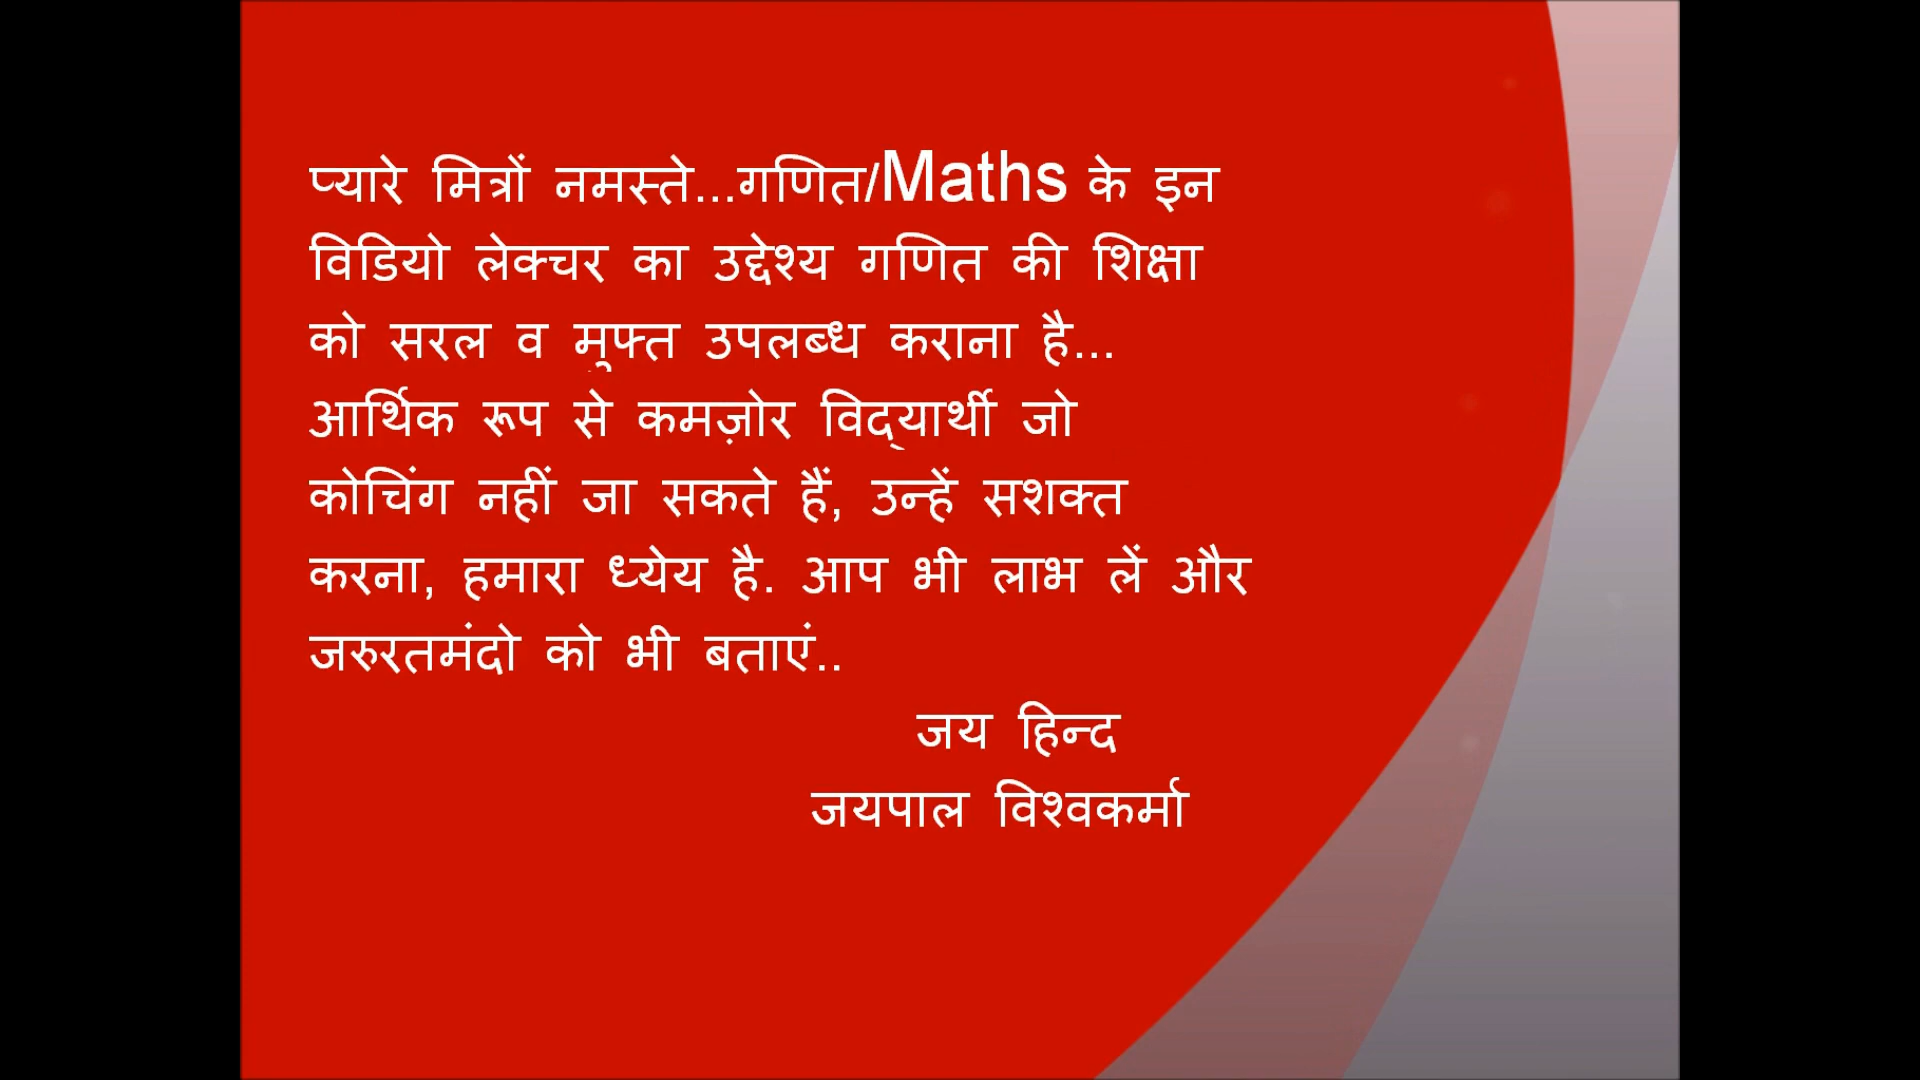 प्यारे मित्रों नमस्ते...गणित/Maths के इन
विडियो लेक्चर का उद्देश्य गणित की शिक्षा
को सरल व मुफ्त उपलब्ध कराना है...
आर्थिक रूप से कमज़ोर विद्यार्थी जो
कोचिंग नहीं जा सकते हैं, उन्हें सशक्त
करना, हमारा ध्येय है. आप भी लाभ लें और
जरुरतमंदो को भी बताएं..
जय हिन्द
जयपाल विश्वकर्मा